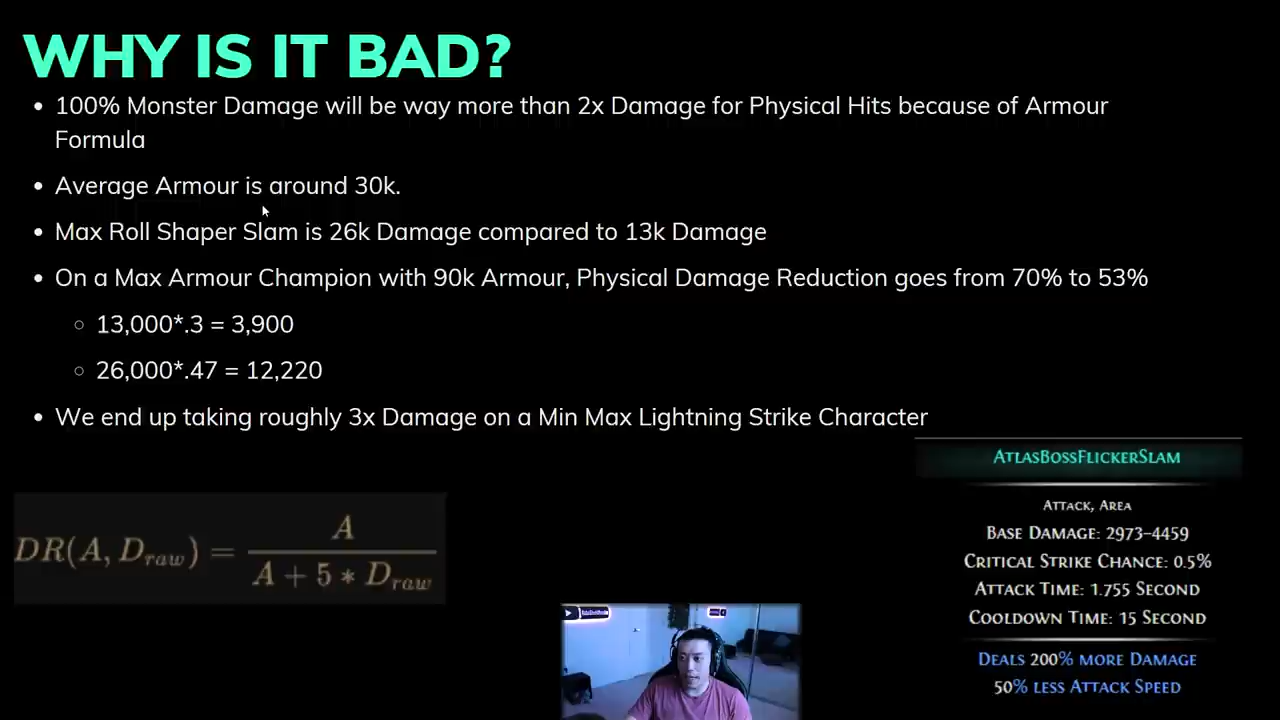 WHY IS IT BAD?
• 100% Monster Damage will be way more than 2x Damage for Physical Hits because of Armour
Formula
• Average Armour is around 30k.
• Max Roll Shaper Slam is 26k Damage compared to 13k Damage
• On a Max Armour Champion with 90k Armour, Physical Damage Reduction goes from 70% to 53%
○ 13,000*.3 = 3,900
○ 26,000*.47 = 12,220
• We end up taking roughly 3x Damage on a Min Max Lightning Strike Character
AtlasBossFlickerSlam
Attack, Area
Base Damage: 2973–4459
Critical Strike Chance: 0.5%
Attack Time: 1.755 Second
Cooldown Time: 15 Second
Deals 200% more Damage
50% less Attack Speed
DR(A, D_raw) = A / (A + 5 * D_raw)